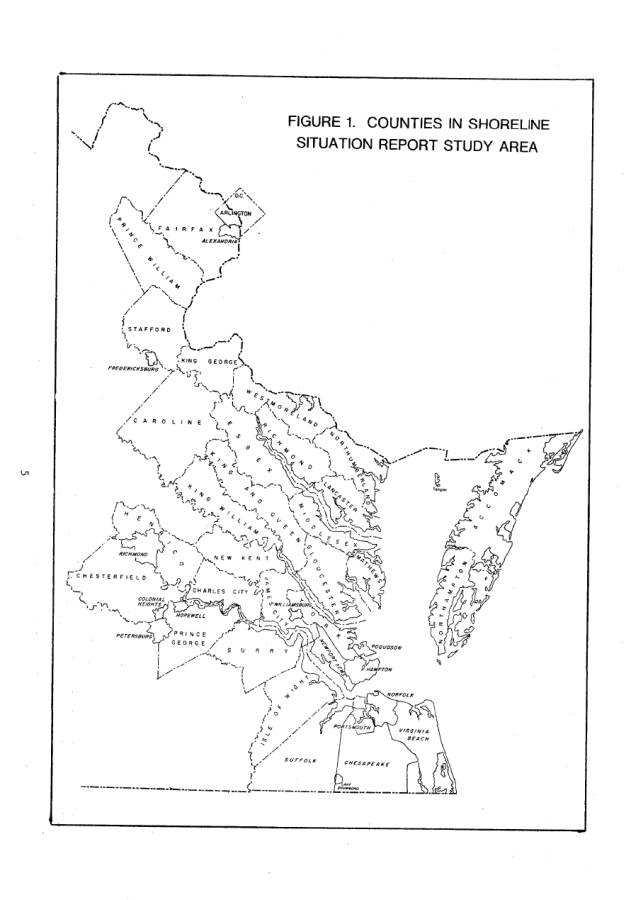 FIGURE 1. COUNTIES IN SHORELINE
SITUATION REPORT STUDY AREA
D.C.
ARLINGTON
FAIRFAX
ALEXANDRIA
PRINCE WILLIAM
STAFFORD
FREDERICKSBURG
KING GEORGE
WESTMORELAND
CAROLINE
ESSEX
RICHMOND
NORTHUMBERLAND
LANCASTER
KING AND QUEEN
KING WILLIAM
MIDDLESEX
ACCOMACK
NORTHAMPTON
HENRICO
RICHMOND
NEW KENT
GLOUCESTER
MATHEWS
CHESTERFIELD
CHARLES CITY
JAMES CITY
WILLIAMSBURG
YORK
COLONIAL
HEIGHTS
HOPEWELL
PETERSBURG
PRINCE
GEORGE
SURRY
NEWPORT NEWS
POQUOSON
HAMPTON
ISLE OF WIGHT
NORFOLK
PORTSMOUTH
VIRGINIA
BEACH
SUFFOLK
CHESAPEAKE
LAKE
DRUMMOND
5